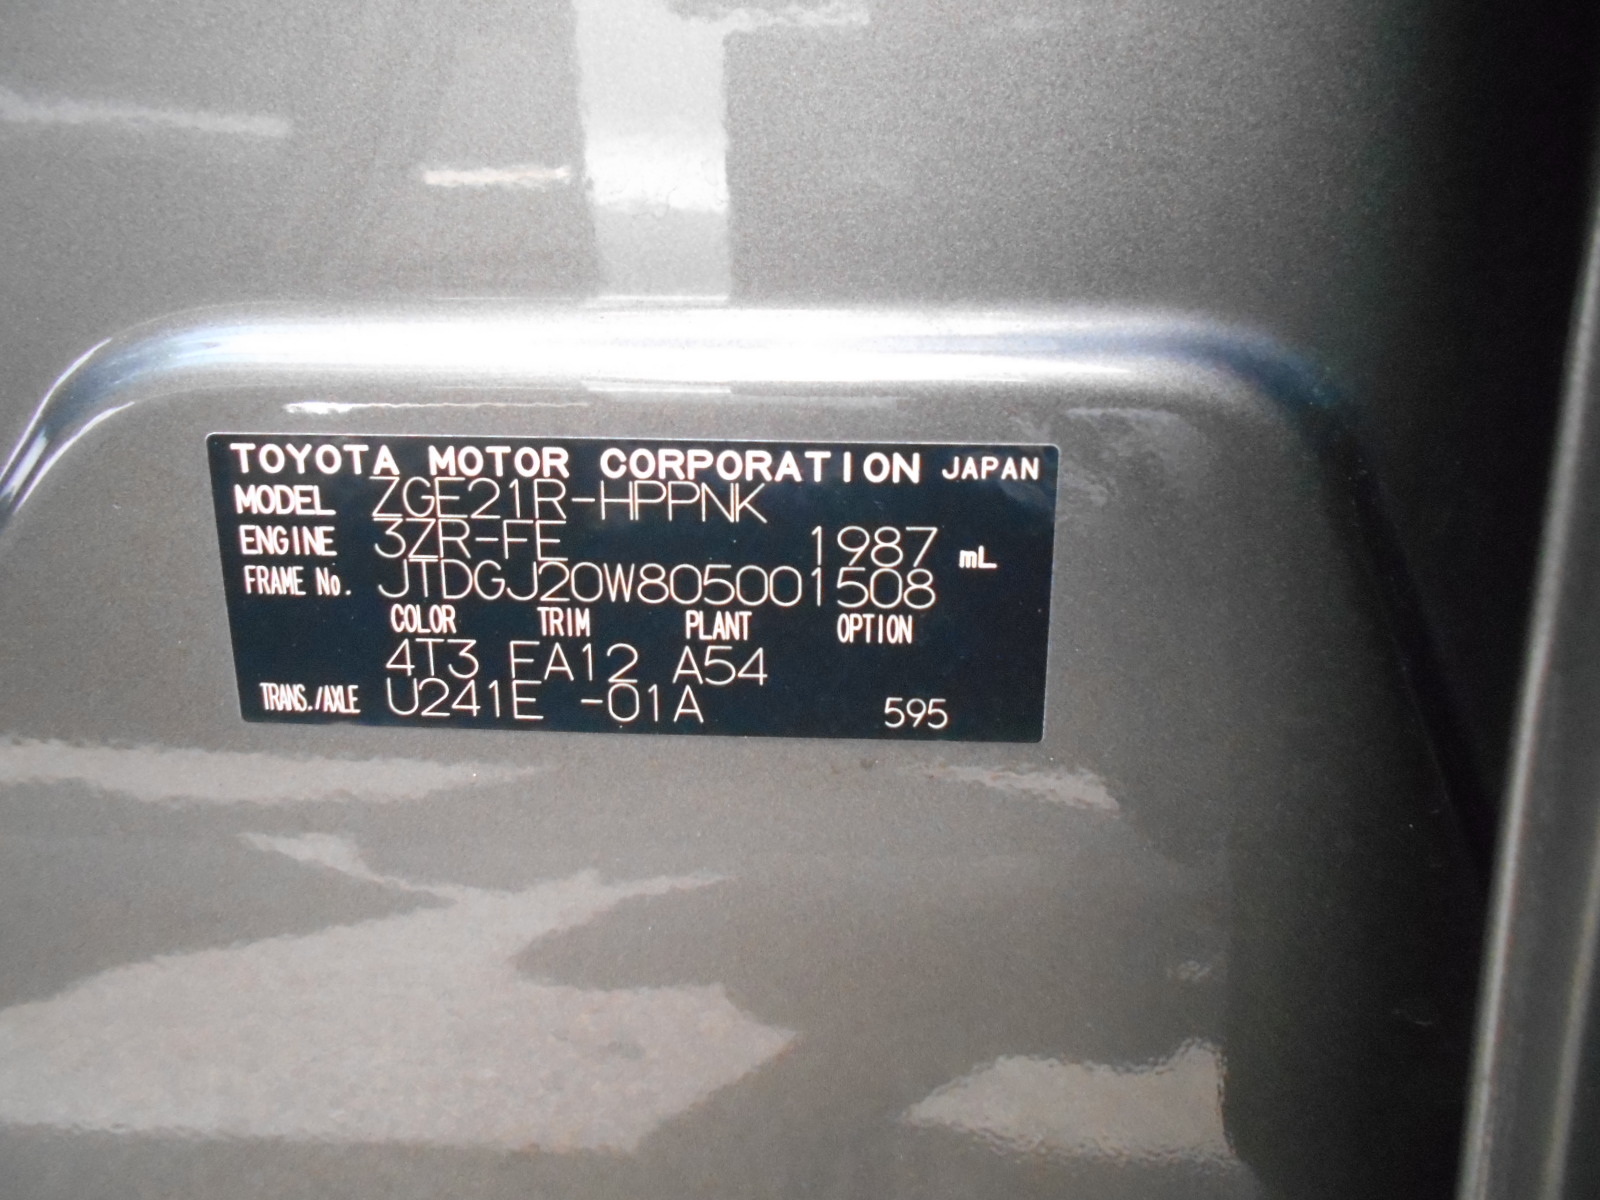 TOYOTA MOTOR CORPORATION JAPAN
MODEL ZGE21R-HPPNK
ENGINE 3ZR-FE 1987 mL
FRAME No. JTDGJ20W805001508
COLOR TRIM PLANT OPTION
4T3 EA12 A54
TRANS./AXLE U241E -01A 595